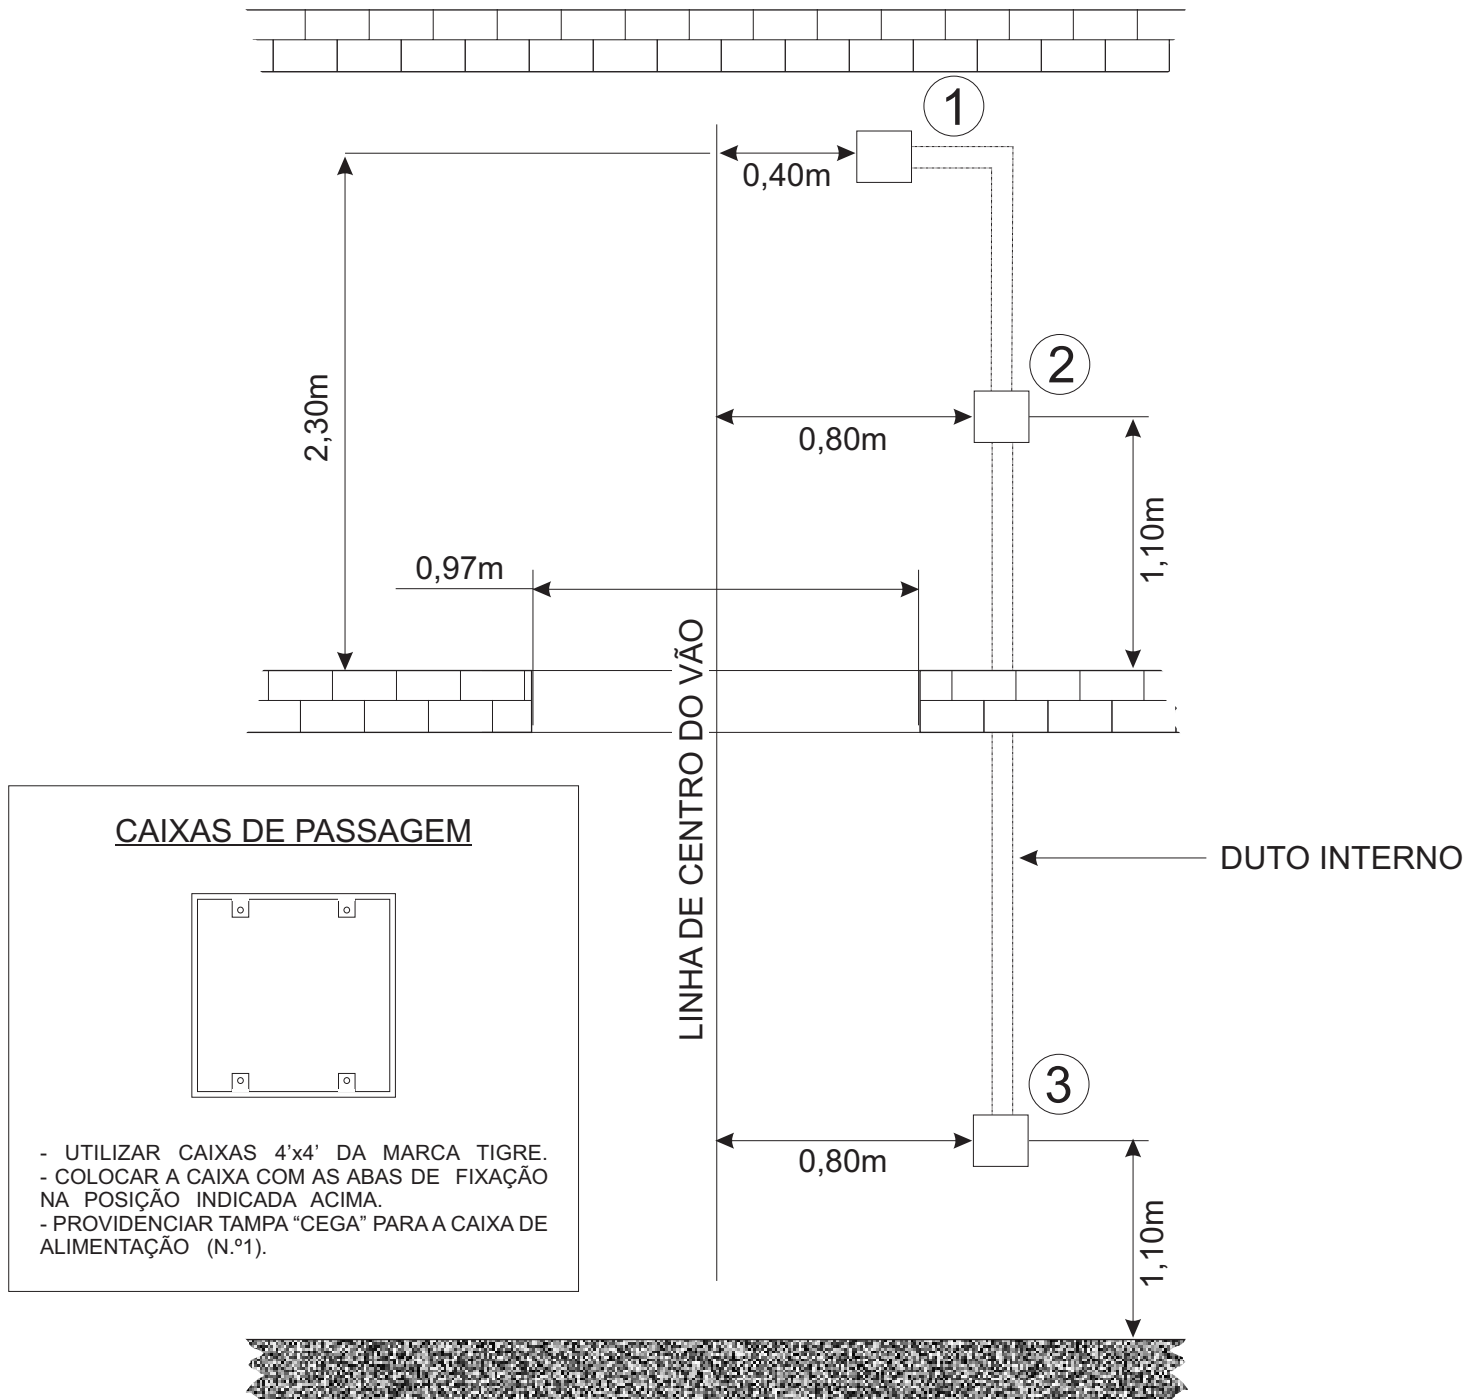 1
0,40m
2,30m
2
0,80m
1,10m
0,97m
LINHA DE CENTRO DO VÃO
CAIXAS DE PASSAGEM
DUTO INTERNO
3
0,80m
1,10m
- UTILIZAR CAIXAS 4’x4’ DA MARCA TIGRE.
- COLOCAR A CAIXA COM AS ABAS DE FIXAÇÃO
NA POSIÇÃO INDICADA ACIMA.
- PROVIDENCIAR TAMPA “CEGA” PARA A CAIXA DE
ALIMENTAÇÃO (N.º1).